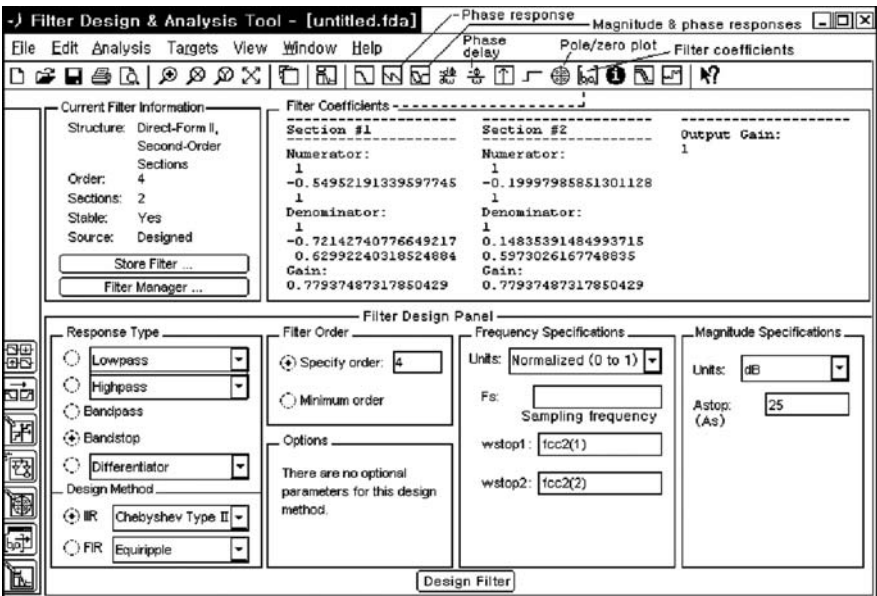 Filter Design & Analysis Tool - [untitled.fda]
Phase response
Magnitude & phase responses
File Edit Analysis Targets View Window Help
Phase delay
Pole/zero plot
Filter coefficients
Current Filter Information
Structure: Direct-Form II,
Second-Order
Sections
Order: 4
Sections: 2
Stable: Yes
Source: Designed
Store Filter ...
Filter Manager ...
Filter Coefficients
Section #1
Numerator:
1
-0.54952191339597745
1
Denominator:
1
-0.72142740776649217
0.62992240318524884
Gain:
0.77937487317850429
Section #2
Numerator:
1
-0.19997985851301128
1
Denominator:
1
0.14835391484993715
0.5973026167748835
Gain:
0.77937487317850429
Output Gain:
1
Filter Design Panel
Response Type
Lowpass
Highpass
Bandpass
Bandstop
Differentiator
Design Method
IIR Chebyshev Type II
FIR Equiripple
Filter Order
Specify order: 4
Minimum order
Options
There are no optional
parameters for this design
method.
Frequency Specifications
Units: Normalized (0 to 1)
Fs:
Sampling frequency
wstop1: fcc2(1)
wstop2: fcc2(2)
Magnitude Specifications
Units: dB
Astop: 25
(As)
Design Filter